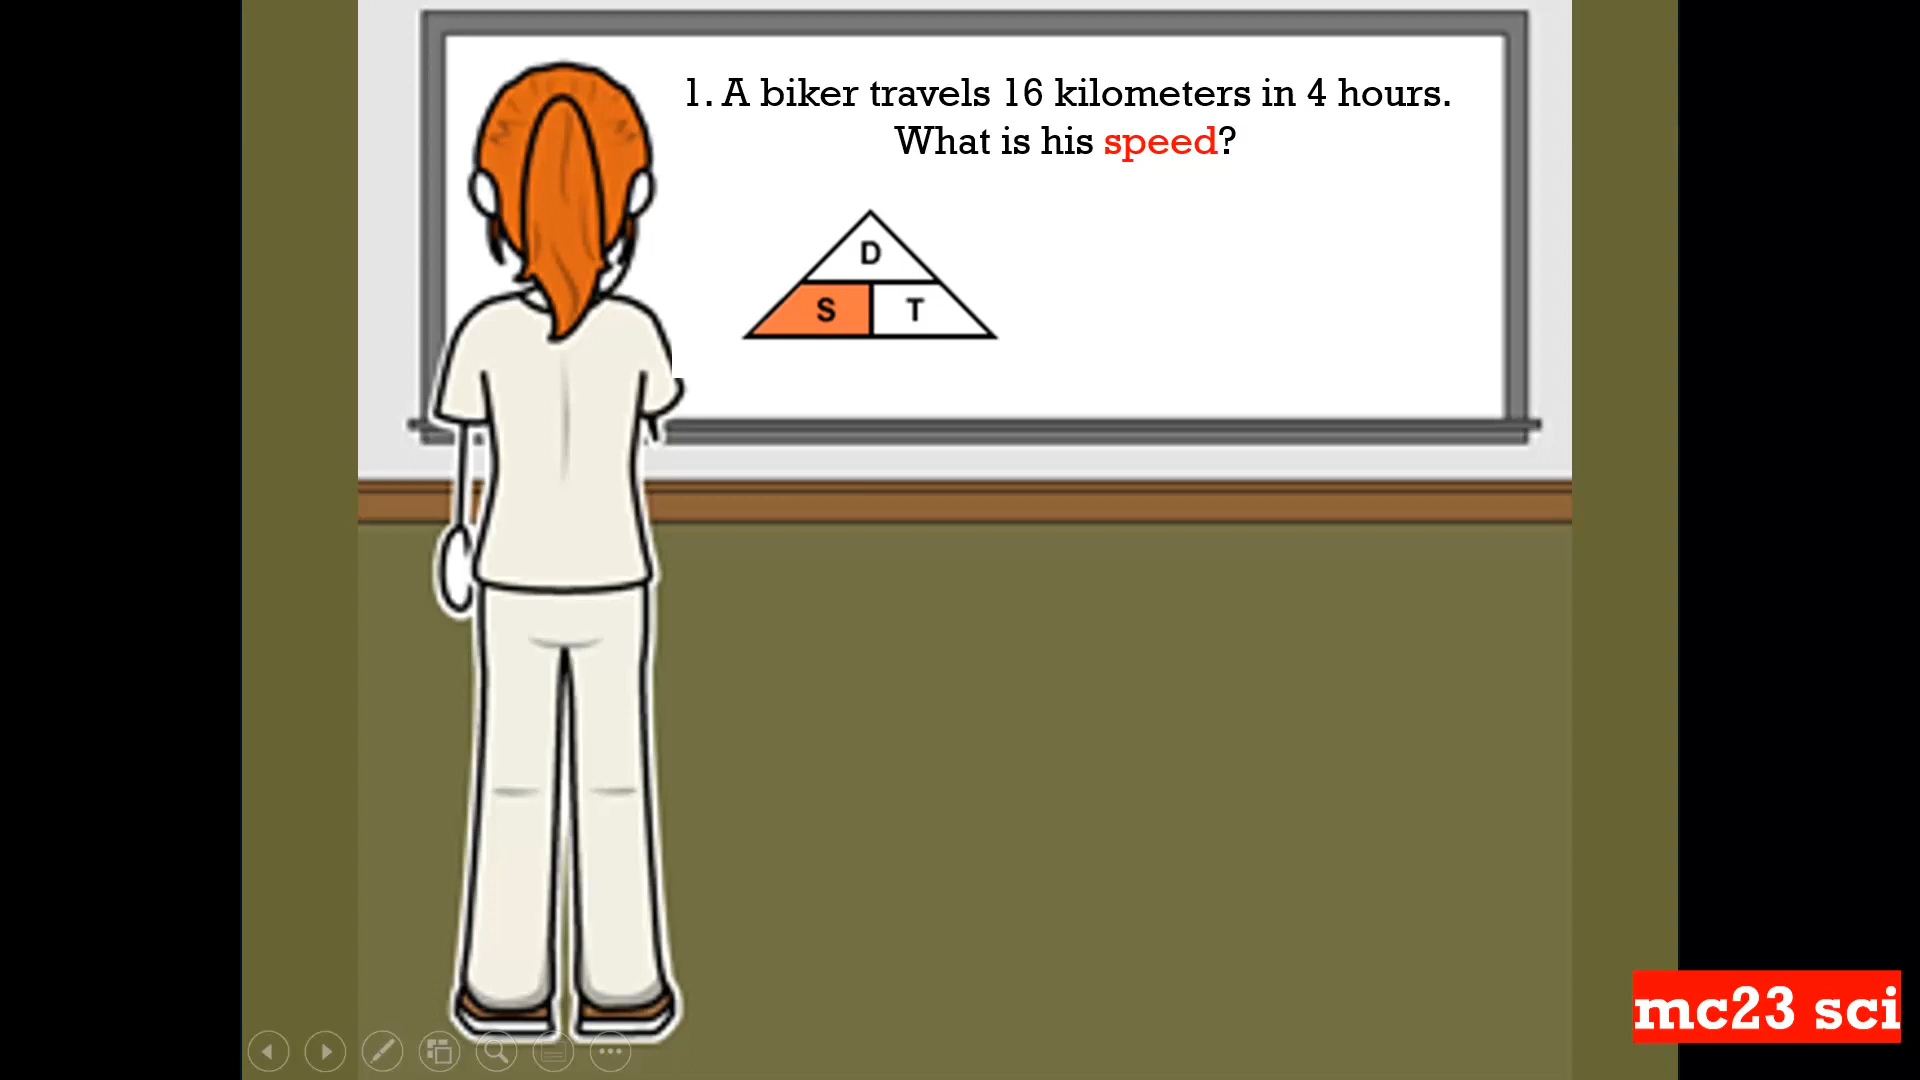 1. A biker travels 16 kilometers in 4 hours.
What is his speed?
D
S T
mc23 sci